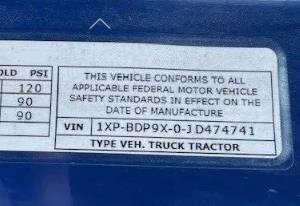 OLD PSI
120
90
90
THIS VEHICLE CONFORMS TO ALL
APPLICABLE FEDERAL MOTOR VEHICLE
SAFETY STANDARDS IN EFFECT ON THE
DATE OF MANUFACTURE
VIN 1XP-BDP9X-0-JD474741
TYPE VEH. TRUCK TRACTOR